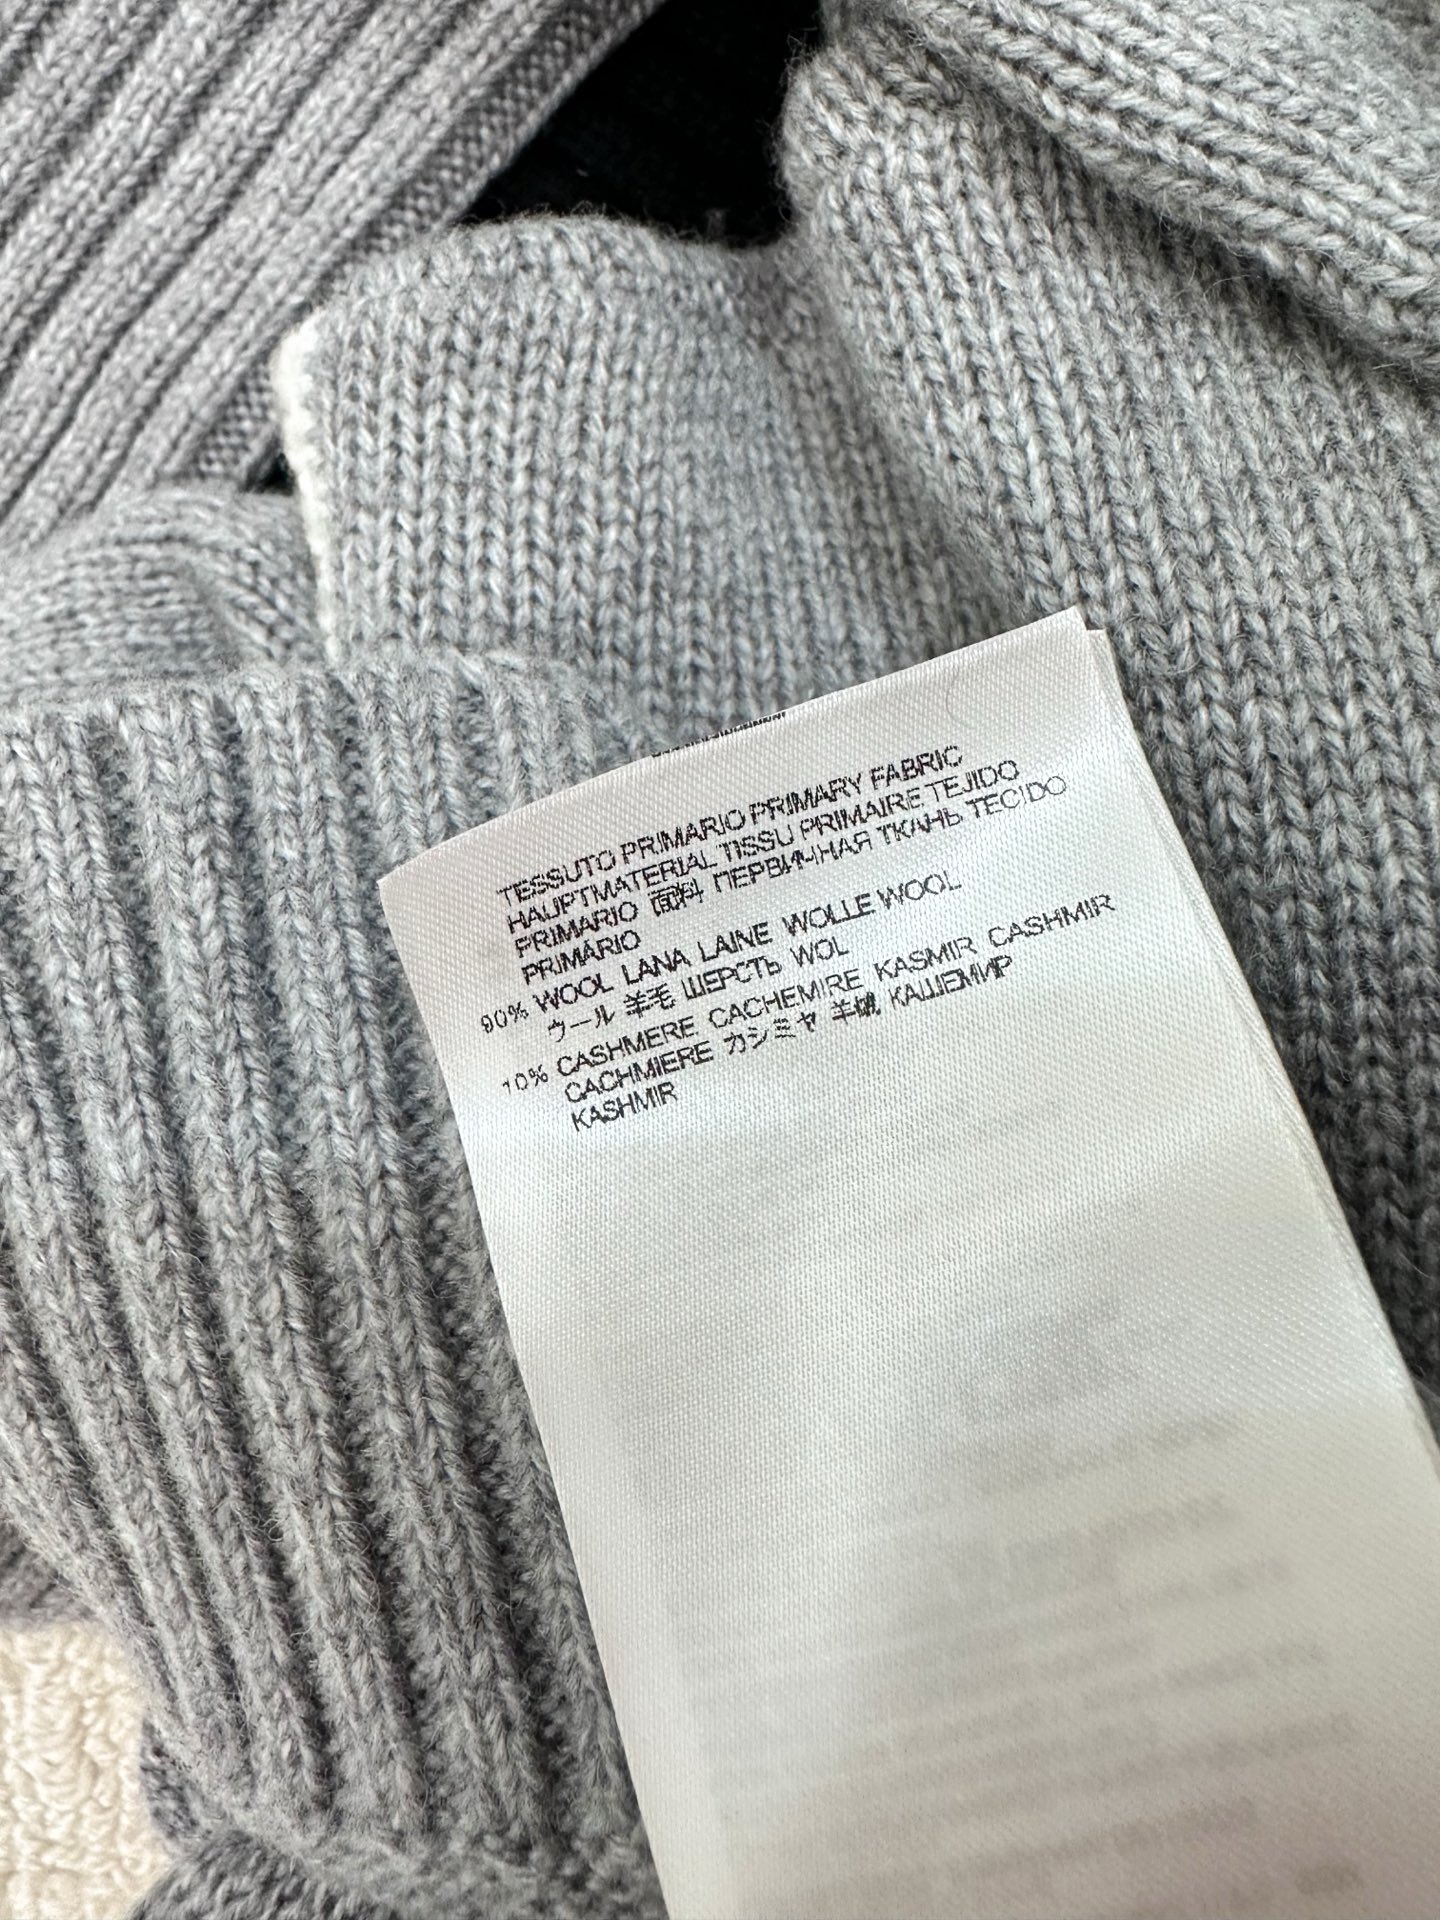 TESSUTO PRIMARIO PRIMARY FABRIC
HAUPTMATERIAL TISSU PRIMAIRE TEJIDO
PRIMARIO 面料 ПЕРВИЧНАЯ ТКАНЬ TECIDO
PRIMÁRIO
90% WOOL LANA LAINE WOLLE WOOL
ウール 羊毛 ШЕРСТЬ WOL
10% CASHMERE CACHEMIRE KASMIR CASHMIR
CACHMIERE カシミヤ 羊绒 КАШЕМИР
KASHMIR